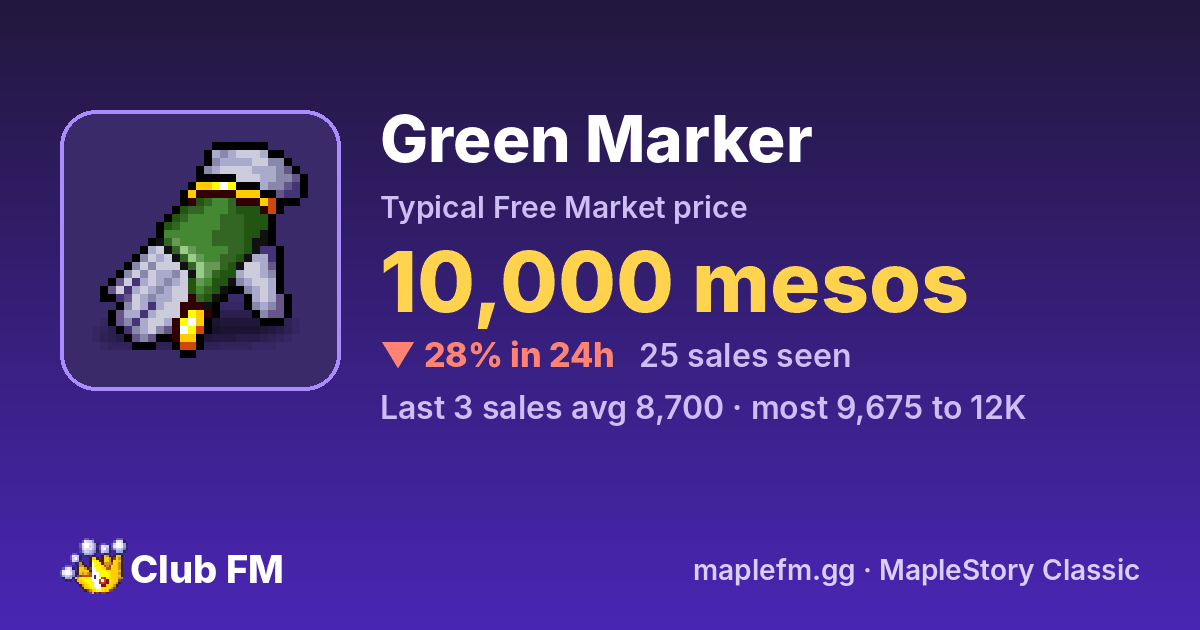 Green Marker
Typical Free Market price
10,000 mesos
▼ 28% in 24h 25 sales seen
Last 3 sales avg 8,700 · most 9,675 to 12K
Club FM
maplefm.gg · MapleStory Classic